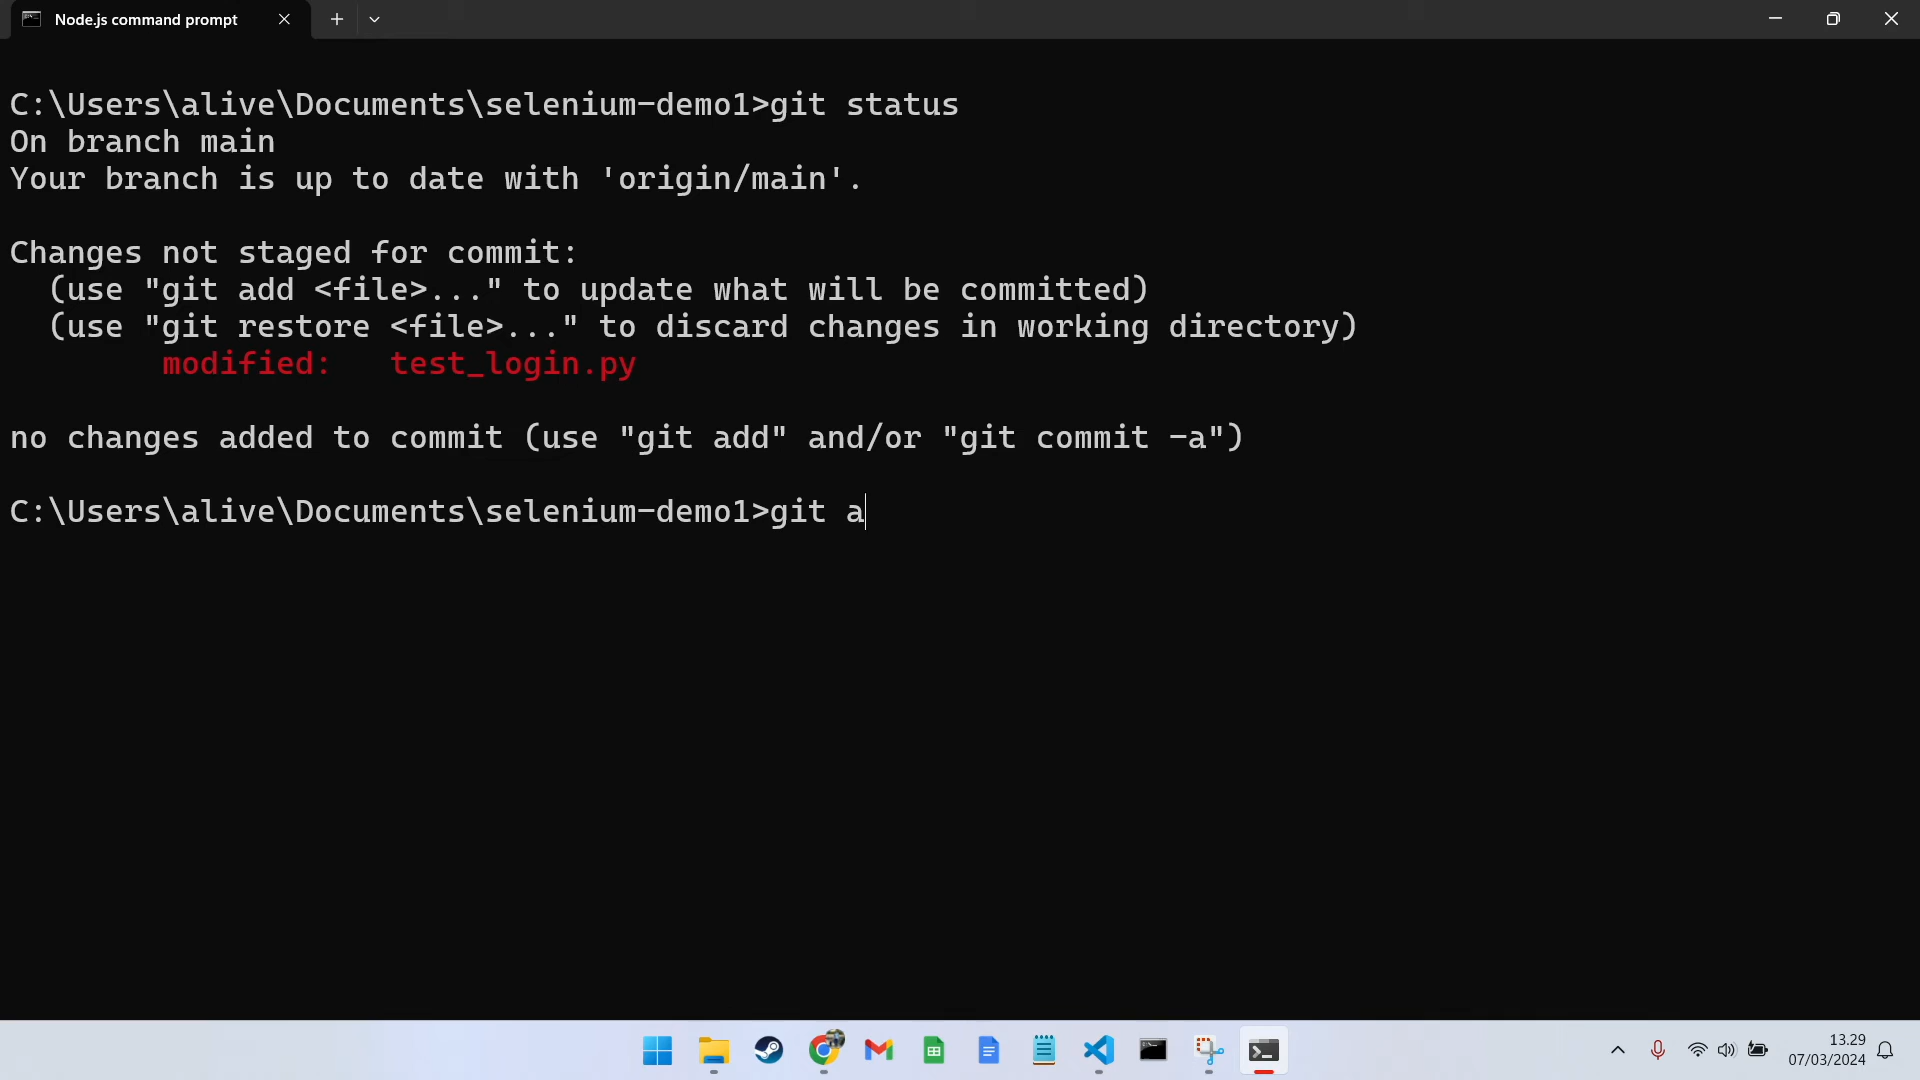 Node.js command prompt
C:\Users\alive\Documents\selenium-demo1>git status
On branch main
Your branch is up to date with 'origin/main'.
Changes not staged for commit:
  (use "git add <file>..." to update what will be committed)
  (use "git restore <file>..." to discard changes in working directory)
        modified:   test_login.py
no changes added to commit (use "git add" and/or "git commit -a")
C:\Users\alive\Documents\selenium-demo1>git a
13.29
07/03/2024